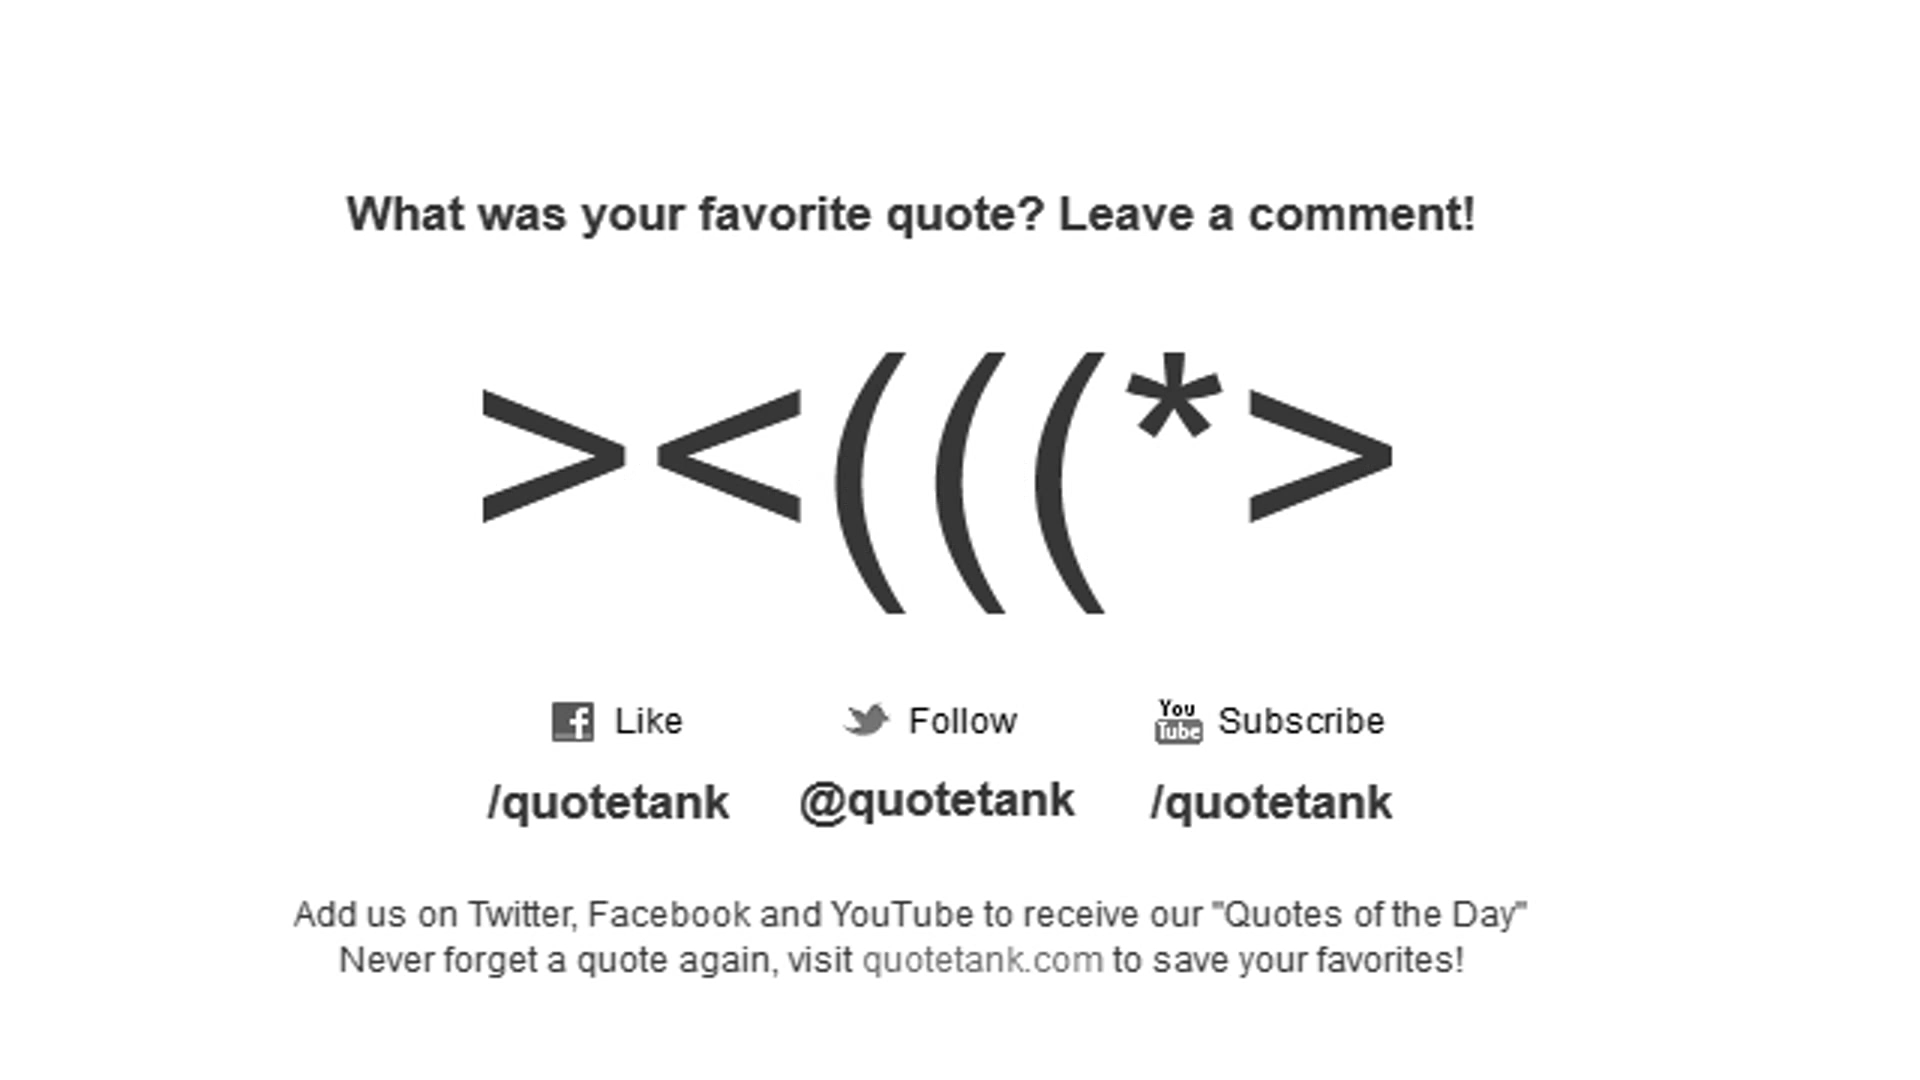 What was your favorite quote? Leave a comment!
><(((*>
f Like Follow You Tube Subscribe
/quotetank @quotetank /quotetank
Add us on Twitter, Facebook and YouTube to receive our "Quotes of the Day"
Never forget a quote again, visit quotetank.com to save your favorites!